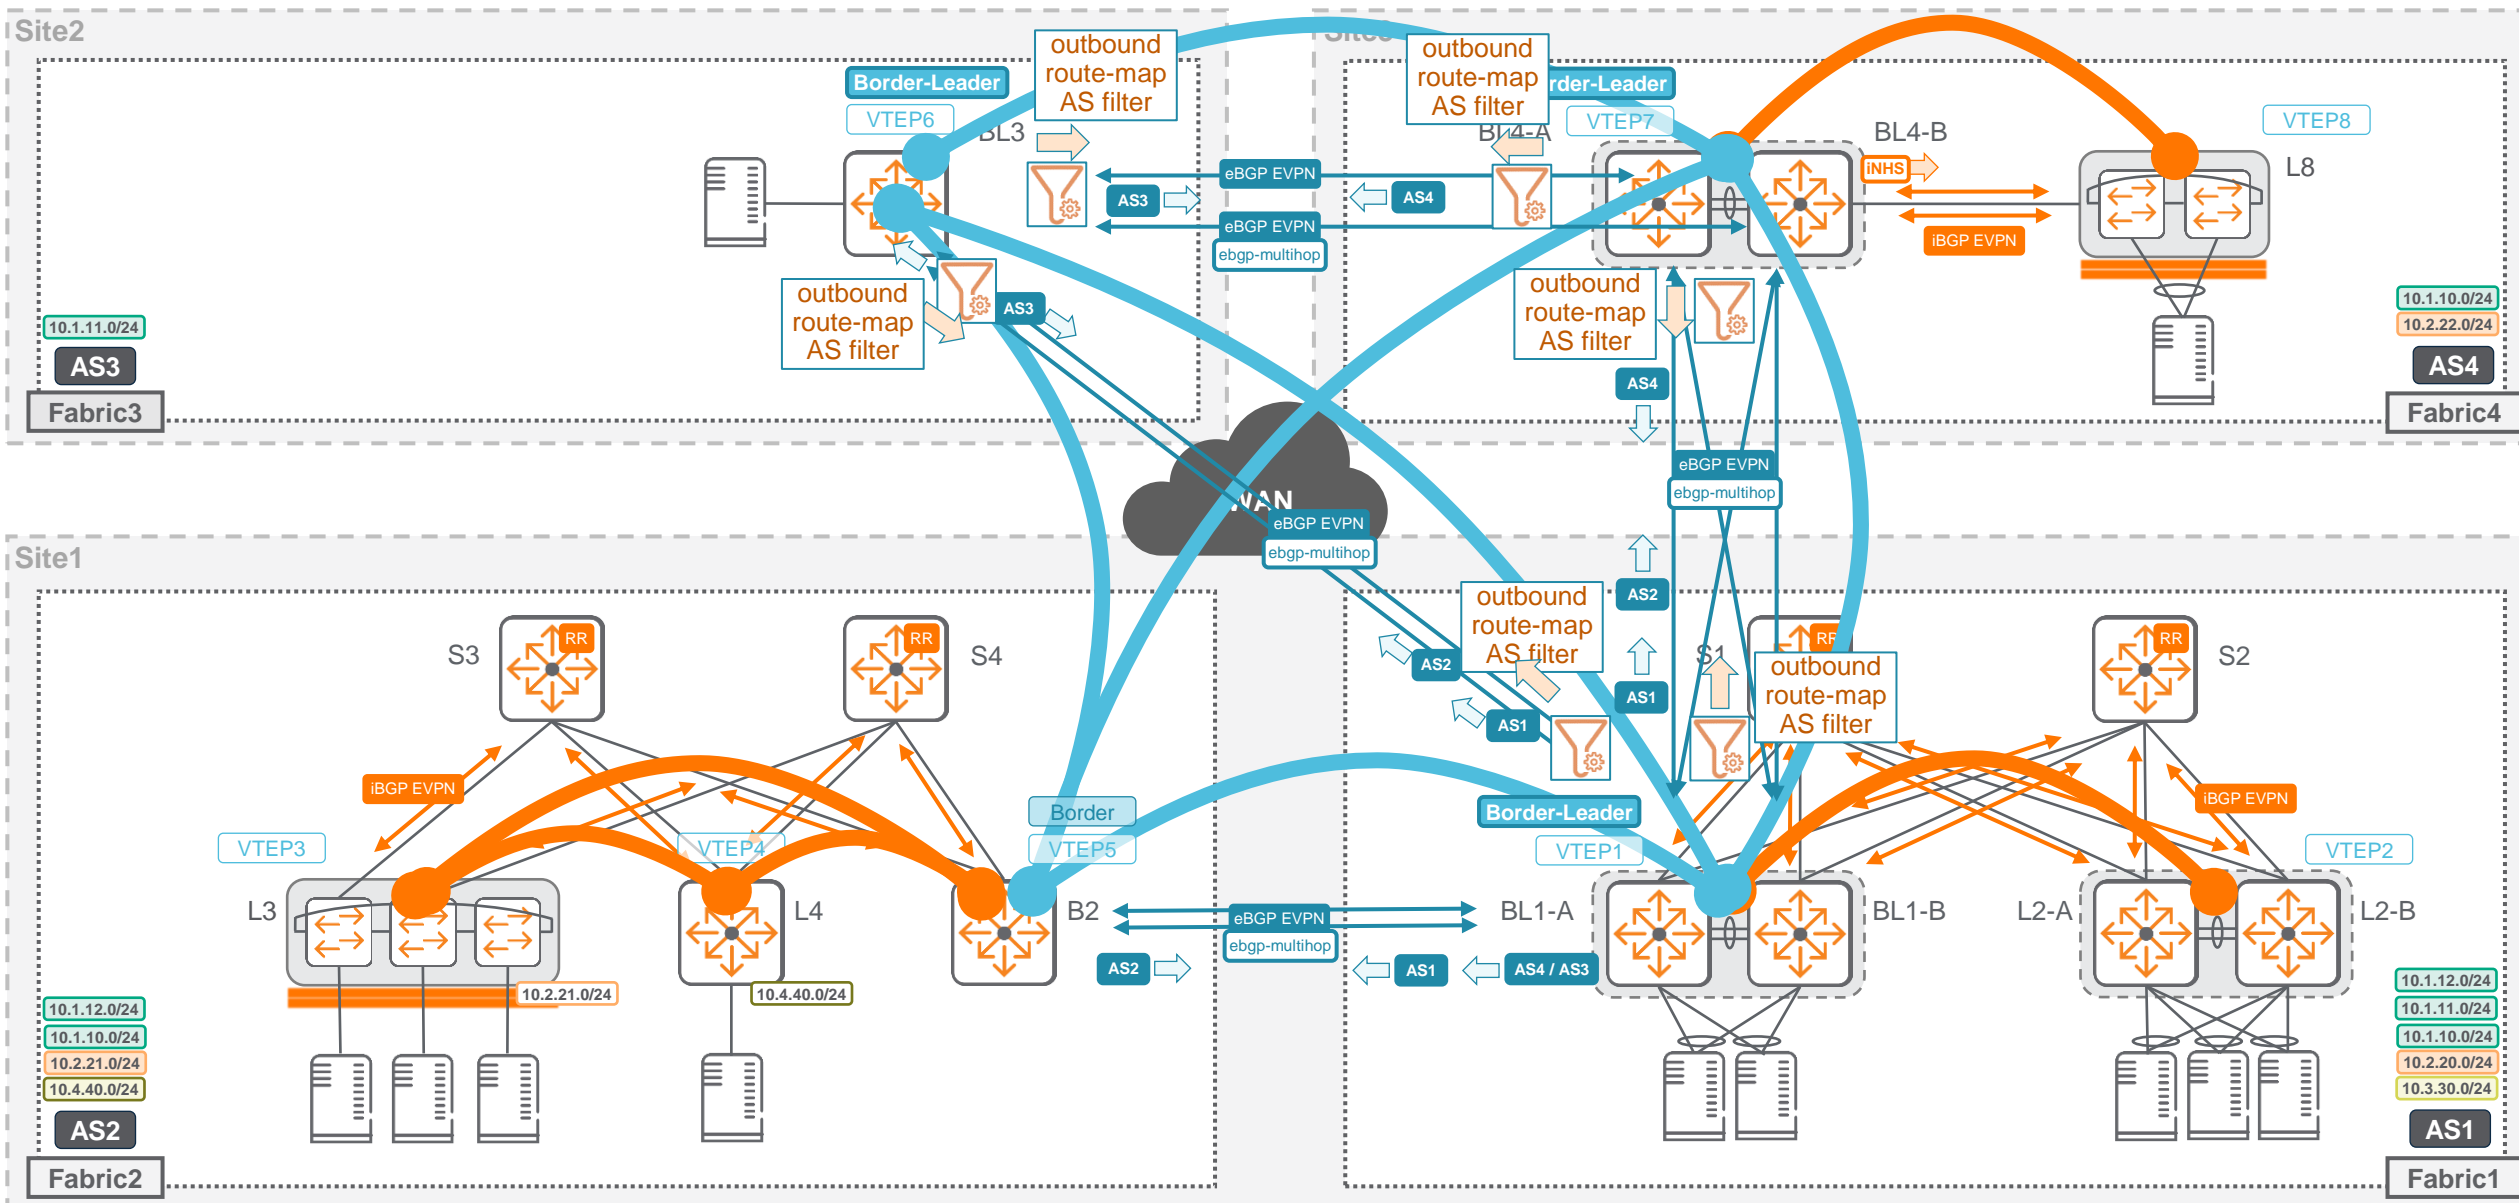 Site2
outbound
route-map
AS filter
Border-Leader
VTEP6
BL3
eBGP EVPN
AS3
eBGP EVPN
ebgp-multihop
outbound
route-map
AS filter
AS3
10.1.11.0/24
AS3
Fabric3
outbound
route-map
AS filter
rder-Leader
VTEP7
BL4-A
BL4-B
VTEP8
iNHS
L8
AS4
iBGP EVPN
outbound
route-map
AS filter
AS4
10.1.10.0/24
10.2.22.0/24
AS4
Fabric4
eBGP EVPN
ebgp-multihop
WAN
eBGP EVPN
ebgp-multihop
Site1
S3
RR
S4
RR
iBGP EVPN
VTEP3
VTEP4
Border
VTEP5
L3
L4
B2
10.2.21.0/24
10.4.40.0/24
10.1.12.0/24
10.1.10.0/24
10.2.21.0/24
10.4.40.0/24
AS2
Fabric2
eBGP EVPN
ebgp-multihop
AS2
AS1
AS4 / AS3
outbound
route-map
AS filter
AS2
AS1
AS2
AS1
S1
RR
outbound
route-map
AS filter
RR
S2
iBGP EVPN
Border-Leader
VTEP1
VTEP2
BL1-A
BL1-B
L2-A
L2-B
10.1.12.0/24
10.1.11.0/24
10.1.10.0/24
10.2.20.0/24
10.3.30.0/24
AS1
Fabric1